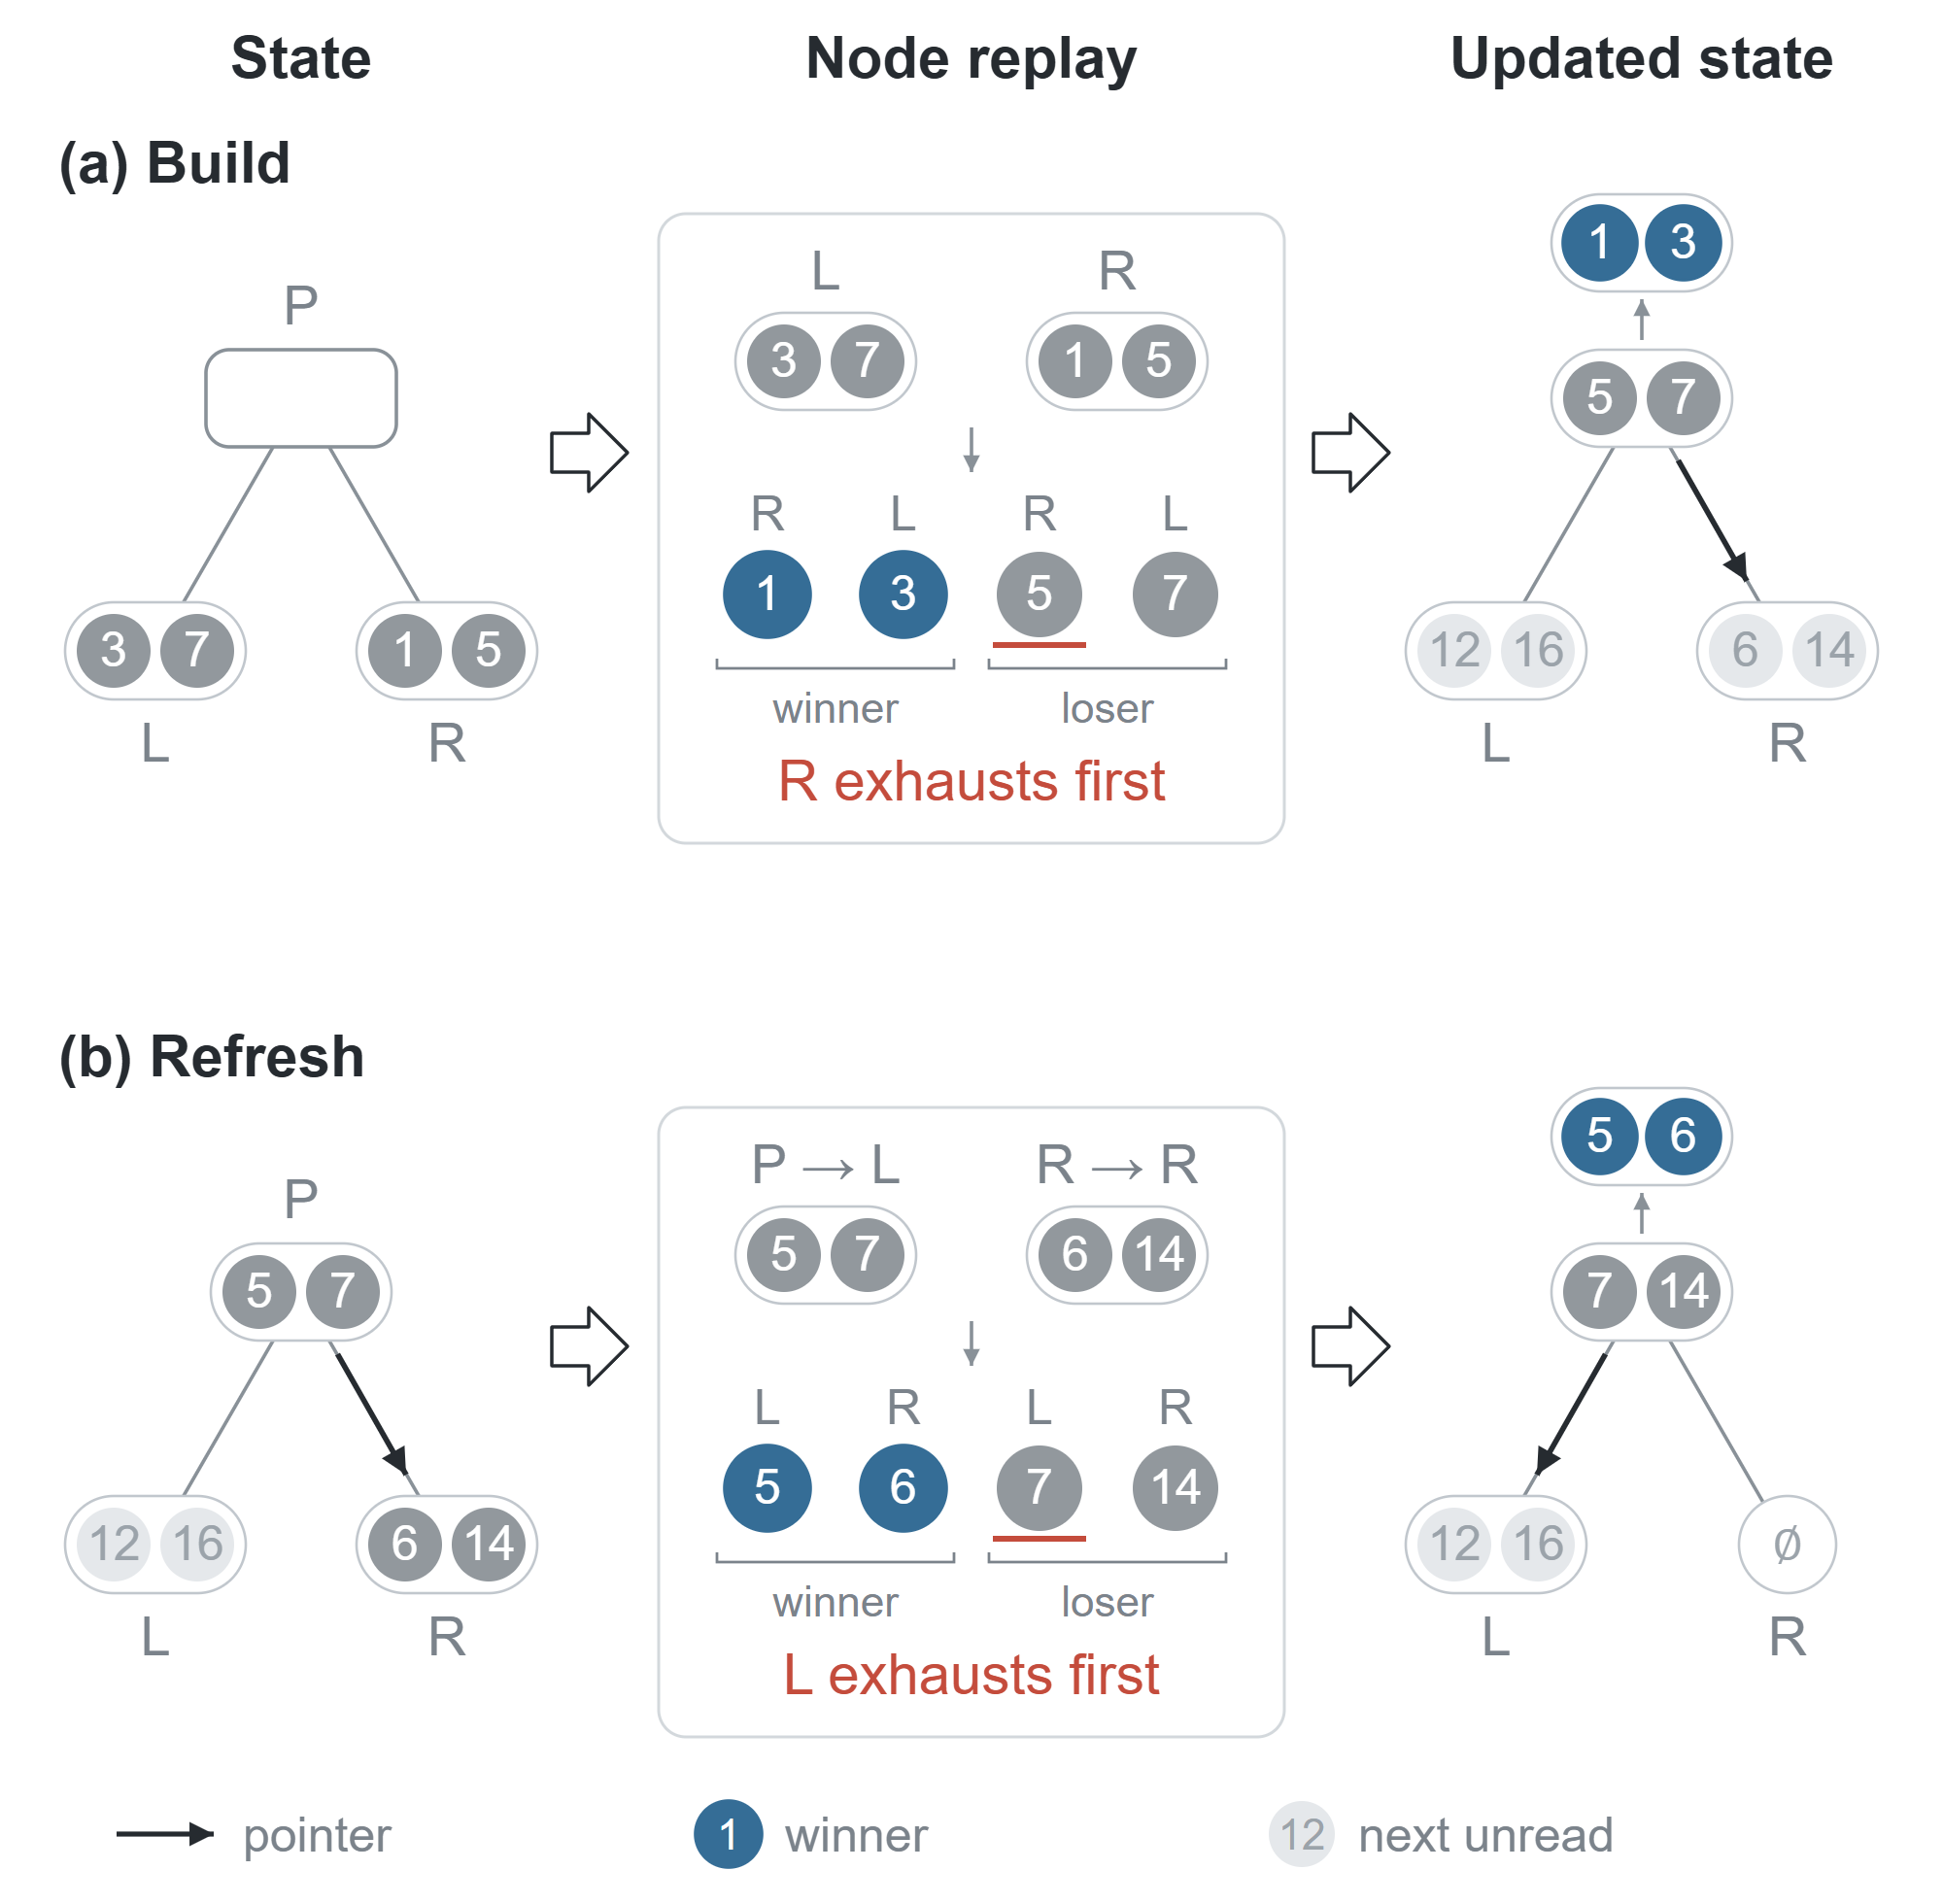 State Node replay Updated state
(a) Build
1 3
L R
P
3 7 1 5
5 7
R L R L
1 3 5 7
3 7 1 5
12 16 6 14
winner loser
L R
L R
R exhausts first
(b) Refresh
5 6
P → L R → R
P
5 7 6 14
5 7
7 14
L R L R
5 6 7 14
12 16 6 14
12 16 ∅
winner loser
L R
L R
L exhausts first
pointer 1 winner 12 next unread